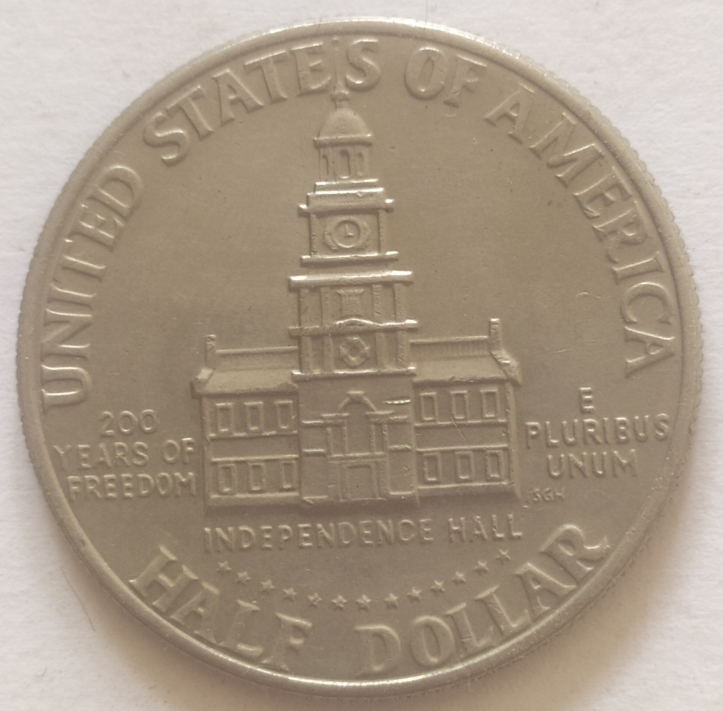 UNITED STATES OF AMERICA
200
YEARS OF
FREEDOM
E
PLURIBUS
UNUM
SGH
INDEPENDENCE HALL
HALF DOLLAR